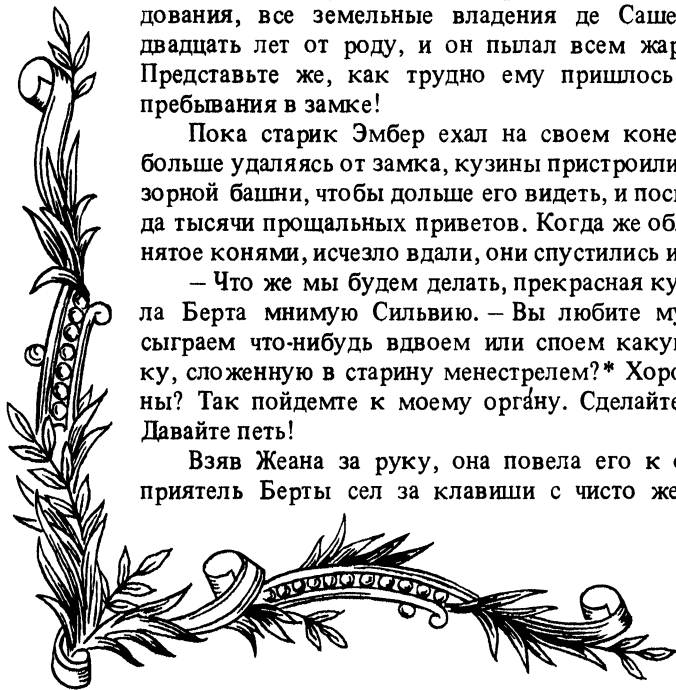 дования, все земельные владения де Саше
двадцать лет от роду, и он пылал всем жар
Представьте же, как трудно ему пришлось
пребывания в замке!
Пока старик Эмбер ехал на своем коне
больше удаляясь от замка, кузины пристроили
зорной башни, чтобы дольше его видеть, и пос
да тысячи прощальных приветов. Когда же обл
нятое конями, исчезло вдали, они спустились и
– Что же мы будем делать, прекрасная ку
ла Берта мнимую Сильвию. – Вы любите му
сыграем что-нибудь вдвоем или споем каку
ку, сложенную в старину менестрелем?* Хоро
ны? Так пойдемте к моему орга́ну. Сделайте
Давайте петь!
Взяв Жеана за руку, она повела его к о
приятель Берты сел за клавиши с чисто же